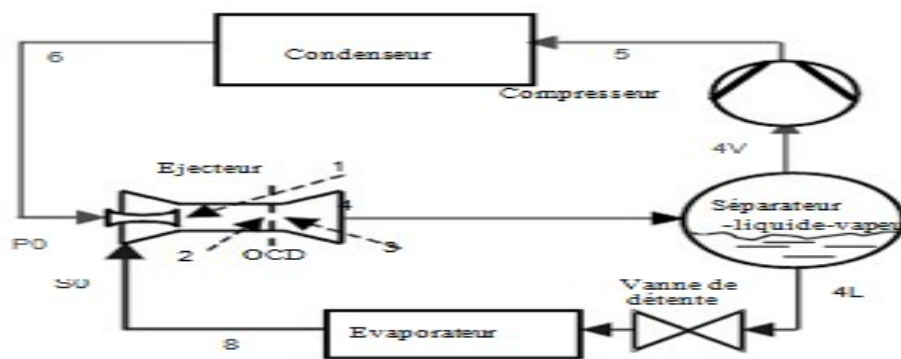 6
Condenseur
5
Compresseur
4V
Ejecteur
1
4
Séparateur
-liquide-vapeu
P0
2
OCD
3
S0
Vanne de
détente
4L
Evaporateur
8